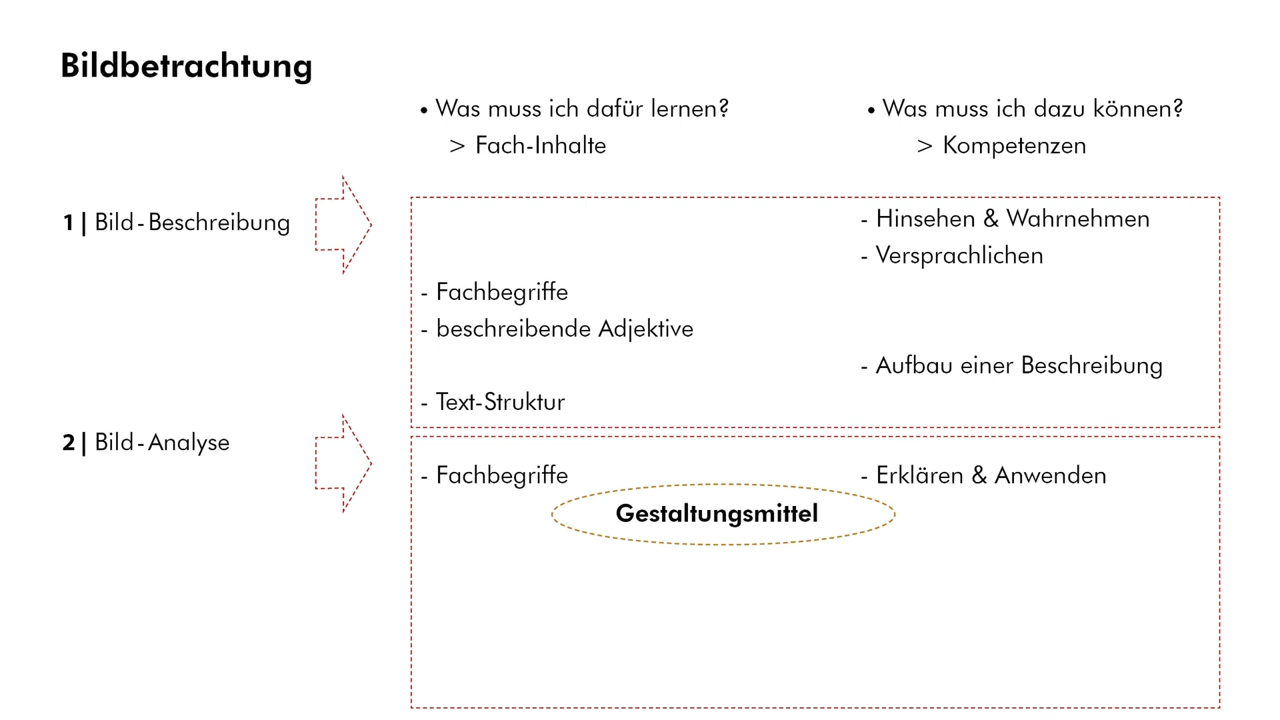 Bildbetrachtung
• Was muss ich dafür lernen?
> Fach-Inhalte
• Was muss ich dazu können?
> Kompetenzen
1 | Bild-Beschreibung
- Hinsehen & Wahrnehmen
- Versprachlichen
- Fachbegriffe
- beschreibende Adjektive
- Aufbau einer Beschreibung
- Text-Struktur
2 | Bild-Analyse
- Fachbegriffe
- Erklären & Anwenden
Gestaltungsmittel